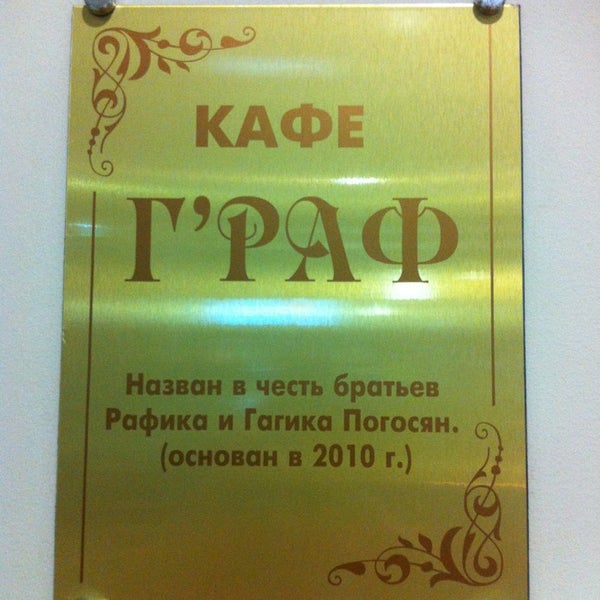 КАФЕ
Г'РАФ
Назван в честь братьев
Рафика и Гагика Погосян.
(основан в 2010 г.)